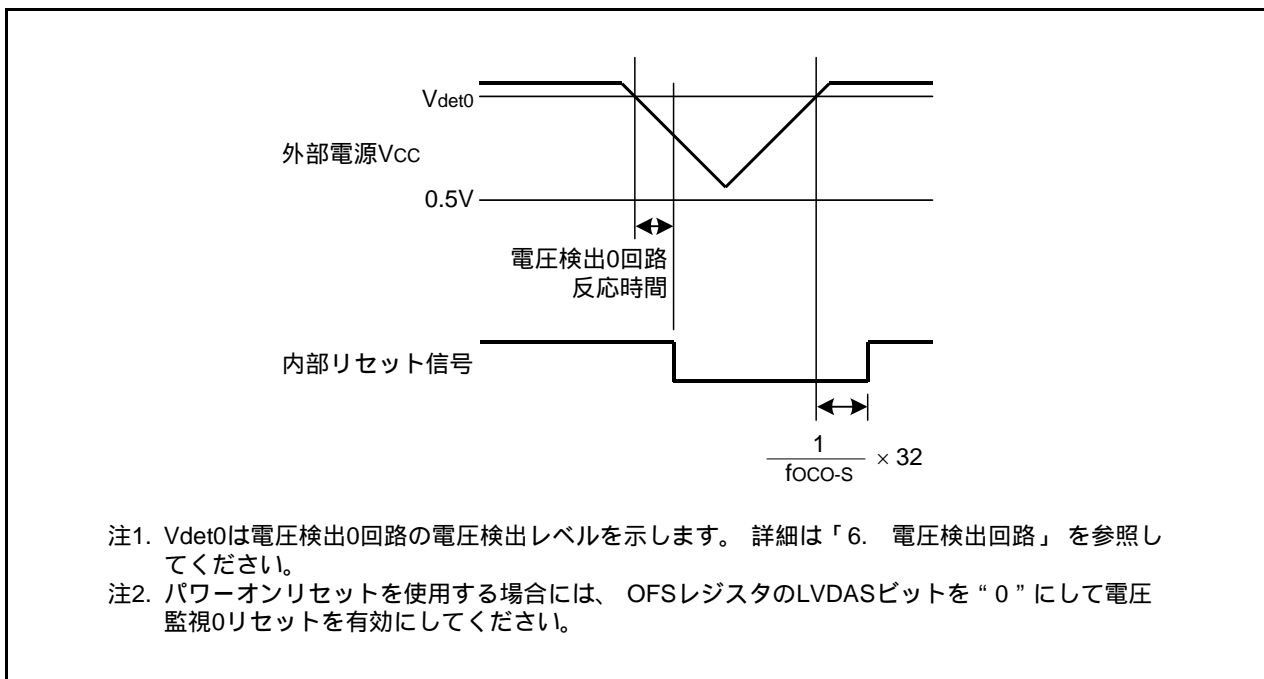 Vdet0
外部電源VCC
0.5V
電圧検出0回路
反応時間
内部リセット信号
1
fOCO-S
× 32
注1. Vdet0は電圧検出0回路の電圧検出レベルを示します。 詳細は「6. 電圧検出回路」 を参照し
てください。
注2. パワーオンリセットを使用する場合には、 OFSレジスタのLVDASビットを“0”にして電圧
監視0リセットを有効にしてください。